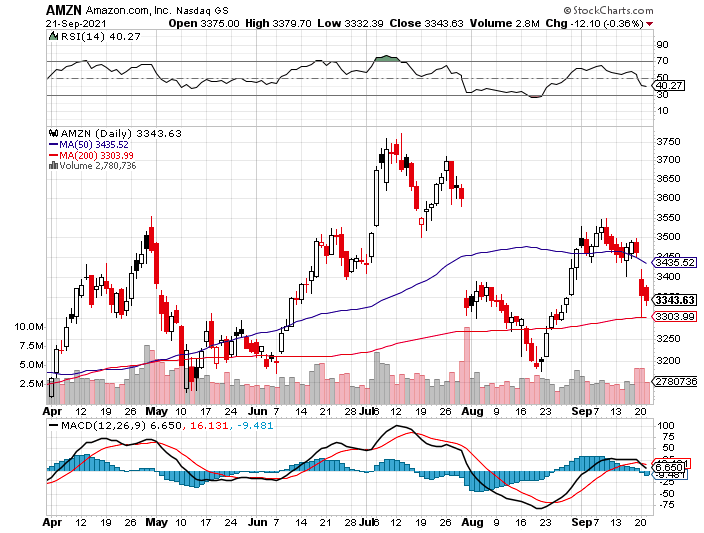 AMZN Amazon.com, Inc. Nasdaq GS © StockCharts.com
21-Sep-2021 Open 3375.00 High 3379.70 Low 3332.39 Close 3343.63 Volume 2.8M Chg -12.10 (-0.36%)
RSI(14) 40.27
90
70
50
40.27
30
10
AMZN (Daily) 3343.63
MA(50) 3435.52
MA(200) 3303.99
Volume 2,780,736
3750
3700
3650
3600
3550
3500
3450
3435.52
3400
3343.63
3303.99
3250
3200
2780736
10.0M
7.5M
5.0M
2.5M
Apr 12 19 26 May 10 17 24 Jun 7 14 21 28 Jul 6 12 19 26 Aug 9 16 23 Sep 7 13 20
MACD(12,26,9) 6.650, 16.131, -9.481
100
75
50
25
6.650
-9.481
-25
-50
-75
Apr 12 19 26 May 10 17 24 Jun 7 14 21 28 Jul 6 12 19 26 Aug 9 16 23 Sep 7 13 20